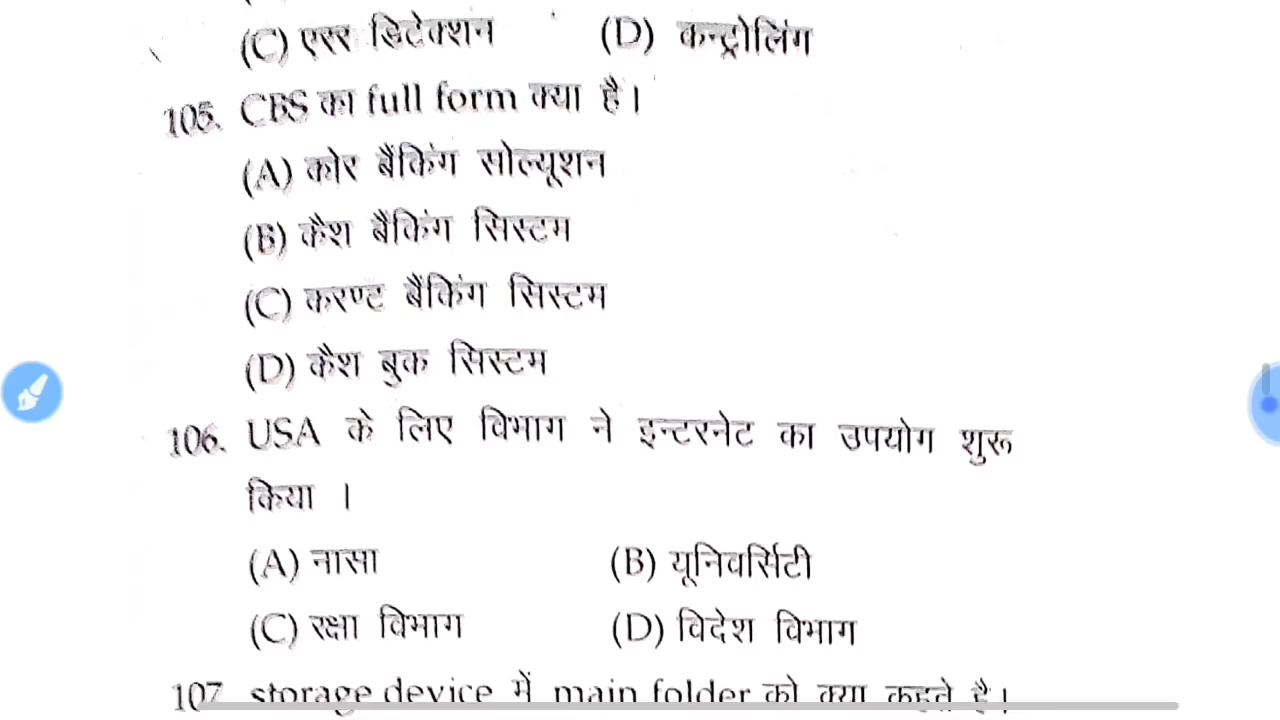 (C) एरर डिटेक्शन (D) कन्ट्रोलिंग
105. CBS का full form क्या है।
(A) कोर बैंकिंग सोल्यूशन
(B) कैश बैंकिंग सिस्टम
(C) करण्ट बैंकिंग सिस्टम
(D) कैश बुक सिस्टम
106. USA के लिए विभाग ने इन्टरनेट का उपयोग शुरू
किया ।
(A) नासा (B) यूनिवर्सिटी
(C) रक्षा विभाग (D) विदेश विभाग
107. storage device में main folder को क्या कहते है।